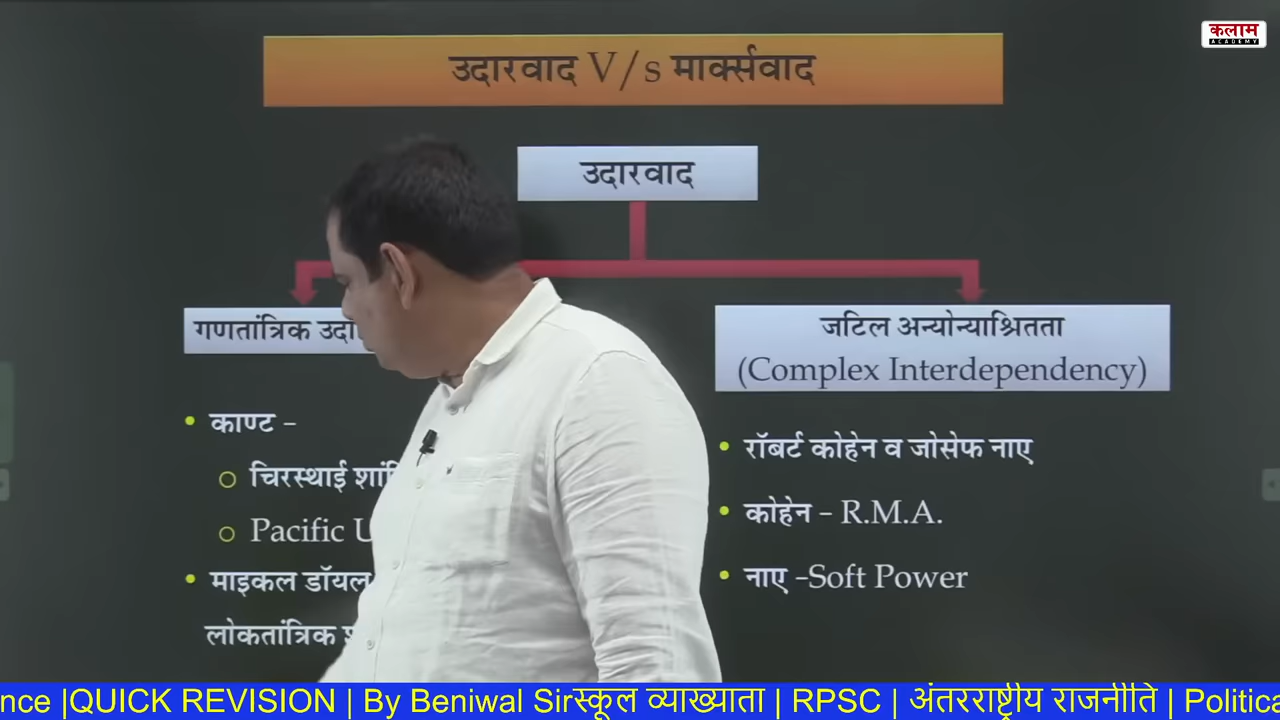 कलाम
ACADEMY
उदारवाद V/s मार्क्सवाद
उदारवाद
गणतांत्रिक
जटिल अन्योन्याश्रितता
(Complex Interdependency)
• काण्ट –
○ चिरस्थाई
○ Pacific
• माइकल डॉयल
लोकतांत्रिक
• रॉबर्ट कोहेन व जोसेफ नाए
• कोहेन – R.M.A.
• नाए –Soft Power
nce |QUICK REVISION | By Beniwal Sirस्कूल व्याख्याता | RPSC | अंतरराष्ट्रीय राजनीति | Politica